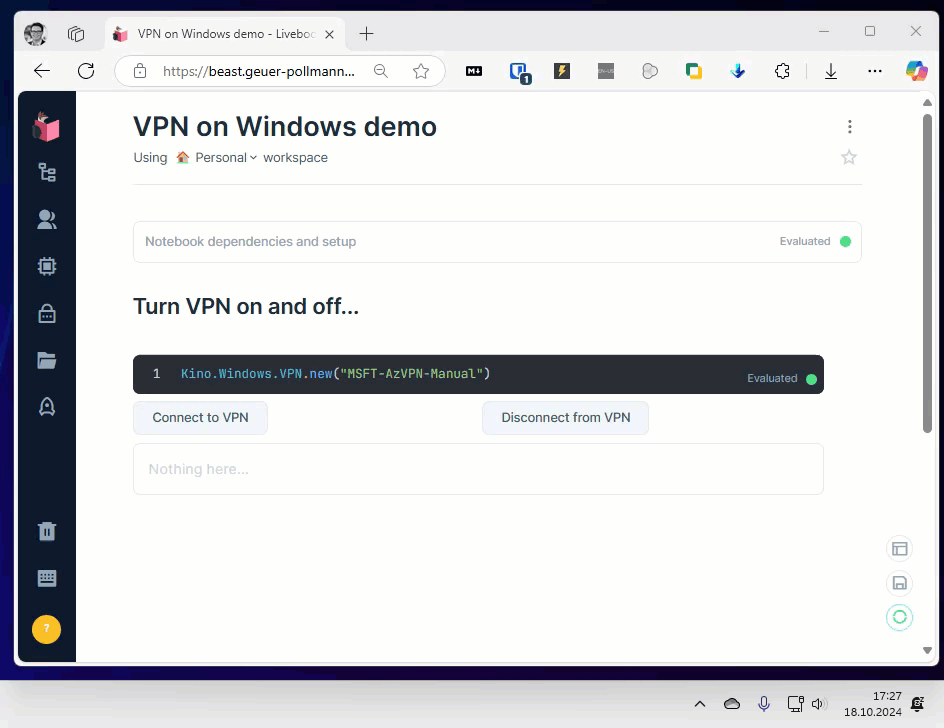 VPN on Windows demo - Liveboo
https://beast.geuer-pollmann...
M↓
1
VPN on Windows demo
Using Personal workspace
Notebook dependencies and setup
Evaluated
Turn VPN on and off...
1 Kino.Windows.VPN.new("MSFT-AzVPN-Manual")
Evaluated
Connect to VPN
Disconnect from VPN
Nothing here...
?
17:27
18.10.2024